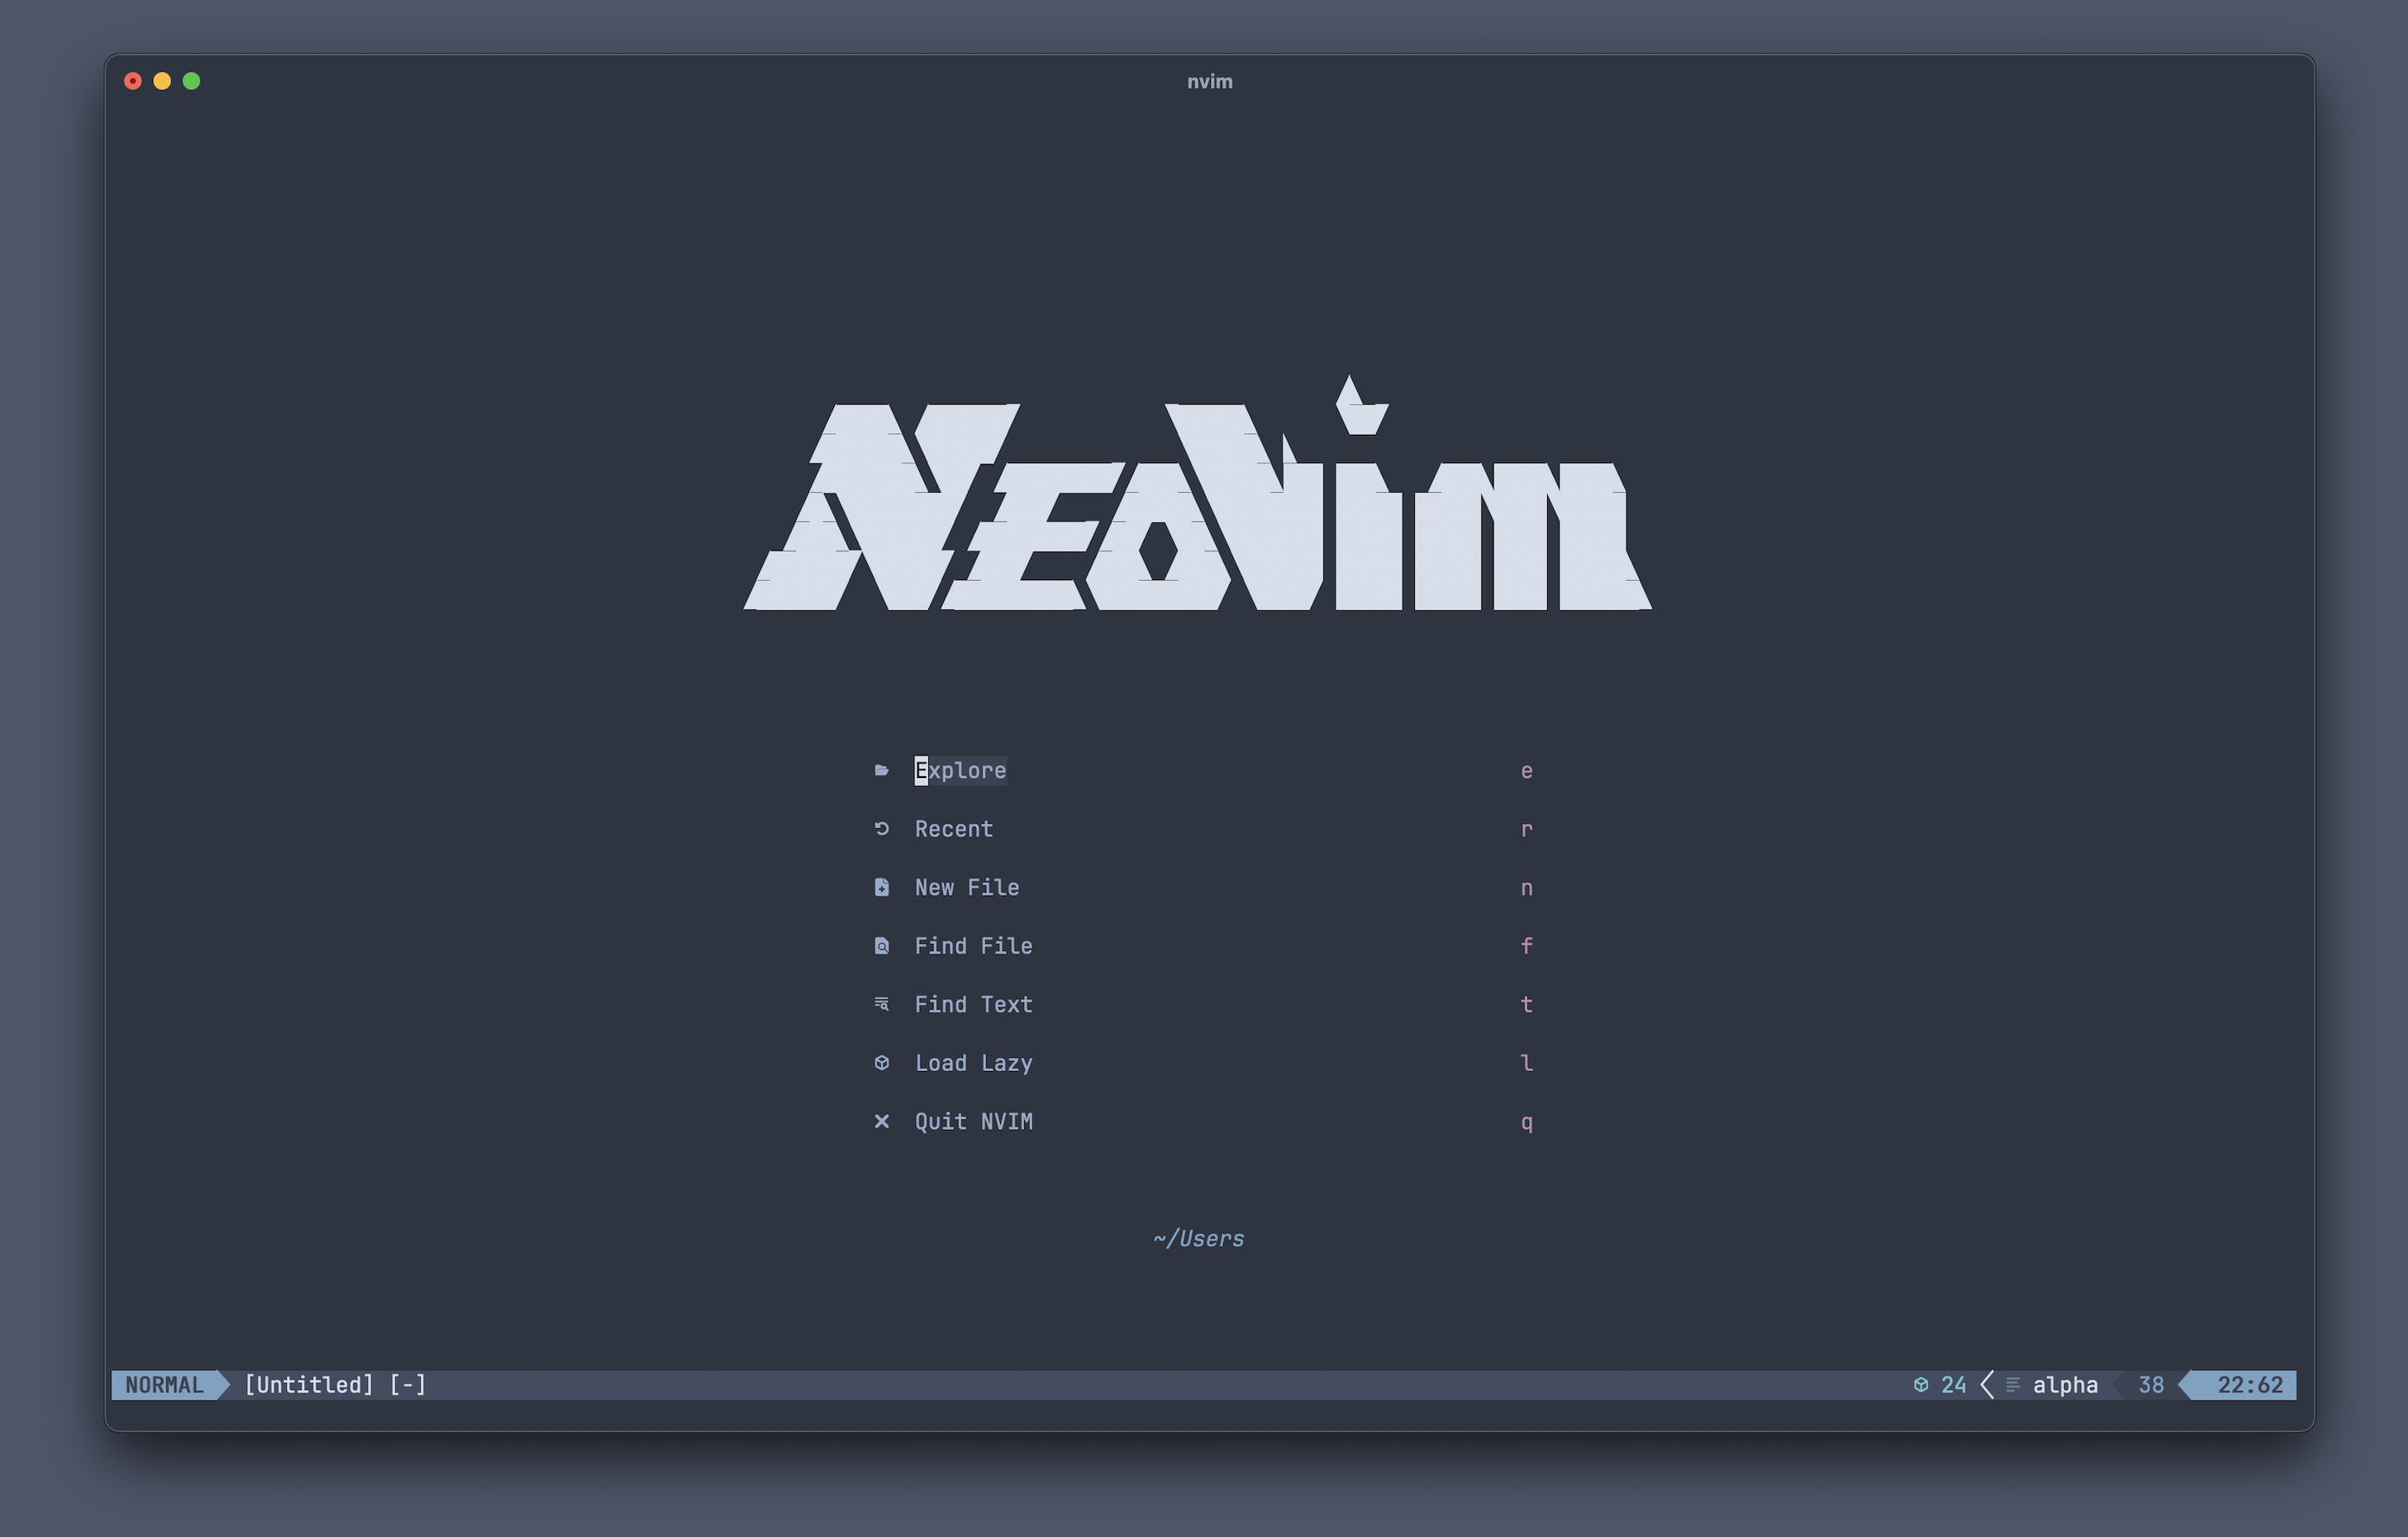 nvim
Neovim
Explore e
Recent r
New File n
Find File f
Find Text t
Load Lazy l
Quit NVIM q
~/Users
NORMAL [Untitled] [-] 24 alpha 38 22:62